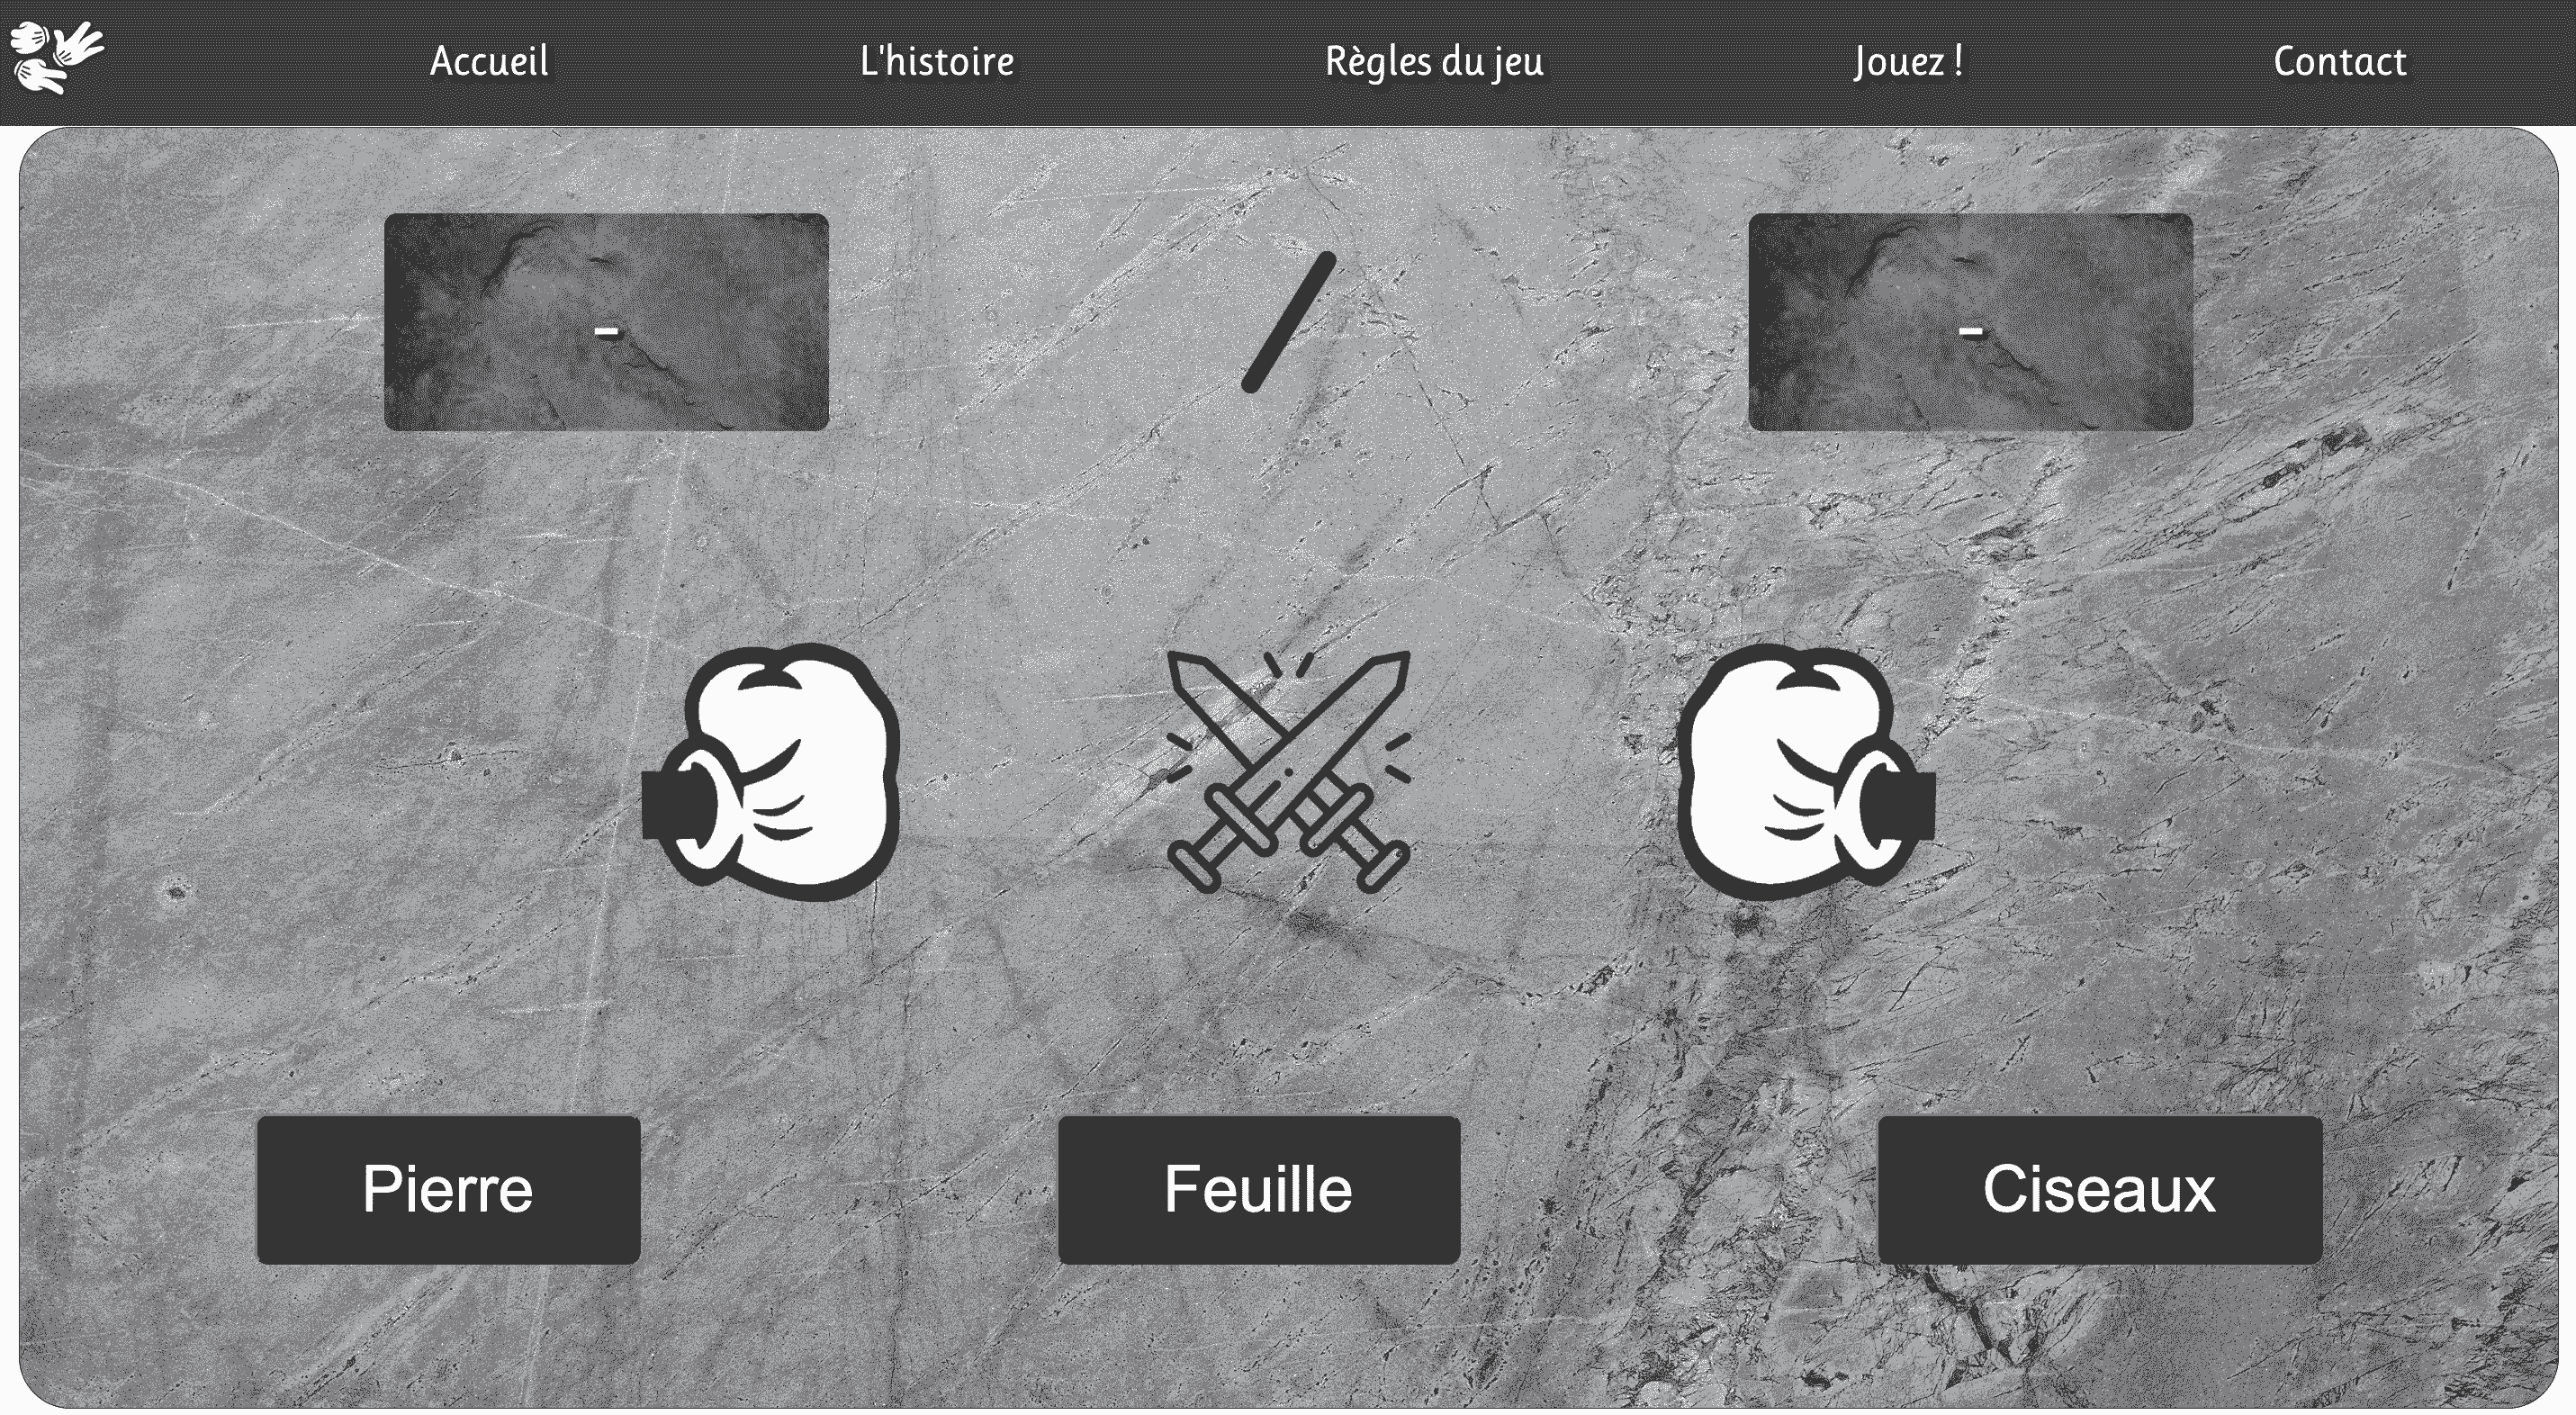 Accueil
L'histoire
Règles du jeu
Jouez !
Contact
- / -
Pierre
Feuille
Ciseaux